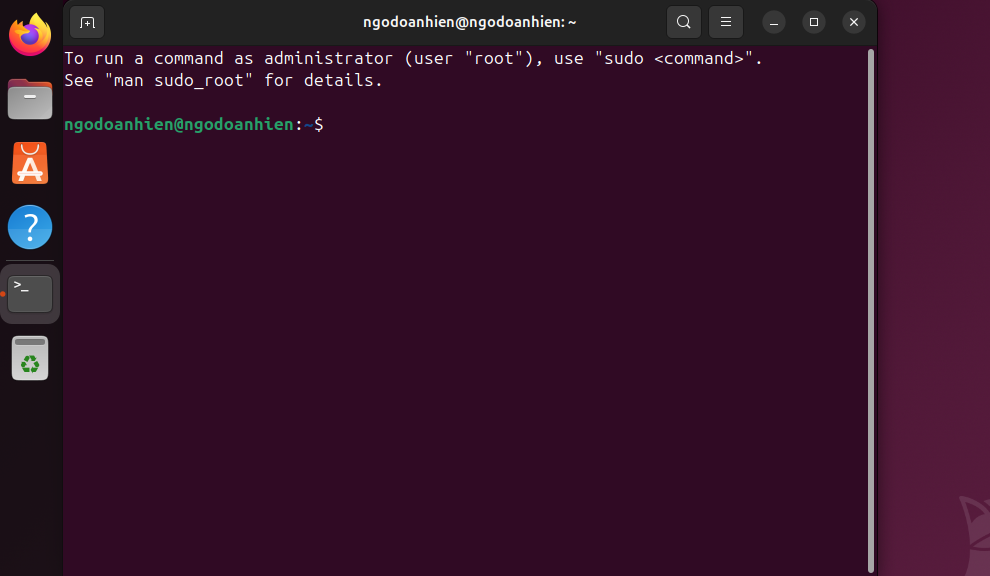 ngodoanhien@ngodoanhien: ~
To run a command as administrator (user "root"), use "sudo <command>".
See "man sudo_root" for details.
ngodoanhien@ngodoanhien:~$